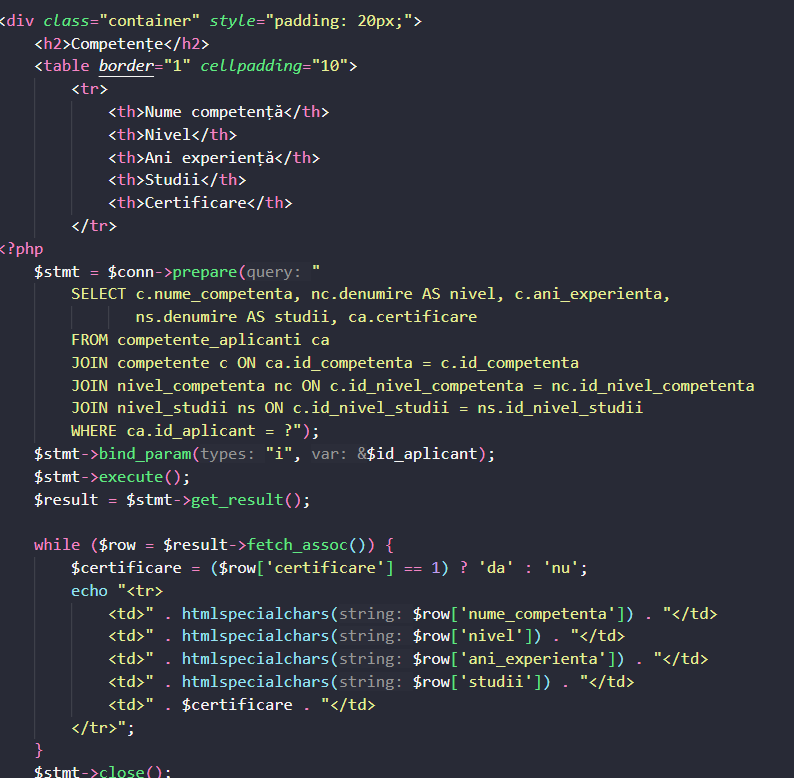 <div class="container" style="padding: 20px;">
    <h2>Competențe</h2>
    <table border="1" cellpadding="10">
        <tr>
            <th>Nume competență</th>
            <th>Nivel</th>
            <th>Ani experiență</th>
            <th>Studii</th>
            <th>Certificare</th>
        </tr>
<?php
    $stmt = $conn->prepare(query: "
        SELECT c.nume_competenta, nc.denumire AS nivel, c.ani_experienta,
               ns.denumire AS studii, ca.certificare
        FROM competente_aplicanti ca
        JOIN competente c ON ca.id_competenta = c.id_competenta
        JOIN nivel_competenta nc ON c.id_nivel_competenta = nc.id_nivel_competenta
        JOIN nivel_studii ns ON c.id_nivel_studii = ns.id_nivel_studii
        WHERE ca.id_aplicant = ?");
    $stmt->bind_param(types: "i", var: &$id_aplicant);
    $stmt->execute();
    $result = $stmt->get_result();

    while ($row = $result->fetch_assoc()) {
        $certificare = ($row['certificare'] == 1) ? 'da' : 'nu';
        echo "<tr>
            <td>" . htmlspecialchars(string: $row['nume_competenta']) . "</td>
            <td>" . htmlspecialchars(string: $row['nivel']) . "</td>
            <td>" . htmlspecialchars(string: $row['ani_experienta']) . "</td>
            <td>" . htmlspecialchars(string: $row['studii']) . "</td>
            <td>" . $certificare . "</td>
        </tr>";
    }
    $stmt->close();